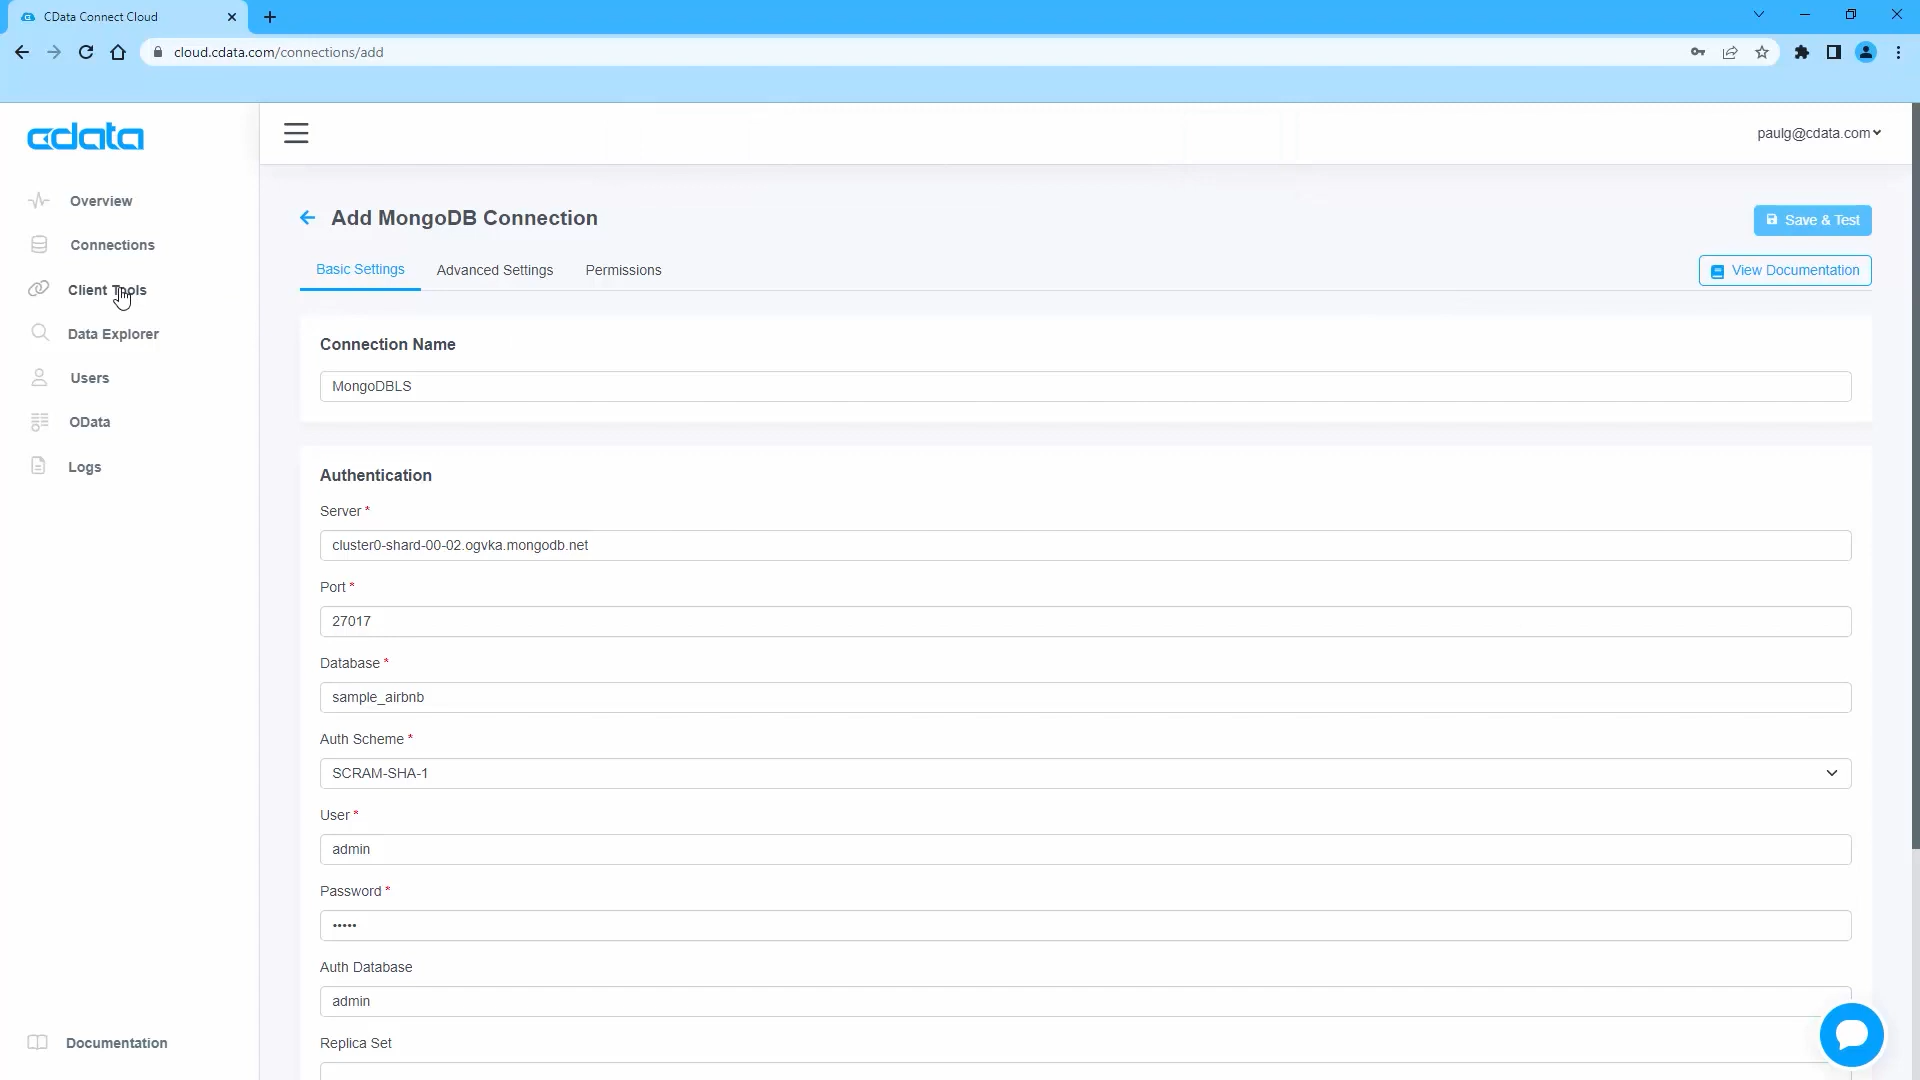 CData Connect Cloud
cloud.cdata.com/connections/add
cdata
paulg@cdata.com
Overview
Connections
Client Tools
Data Explorer
Users
OData
Logs
Documentation
Add MongoDB Connection
Save & Test
Basic Settings
Advanced Settings
Permissions
View Documentation
Connection Name
MongoDBLS
Authentication
Server *
cluster0-shard-00-02.ogvka.mongodb.net
Port *
27017
Database *
sample_airbnb
Auth Scheme *
SCRAM-SHA-1
User *
admin
Password *
•••••
Auth Database
admin
Replica Set